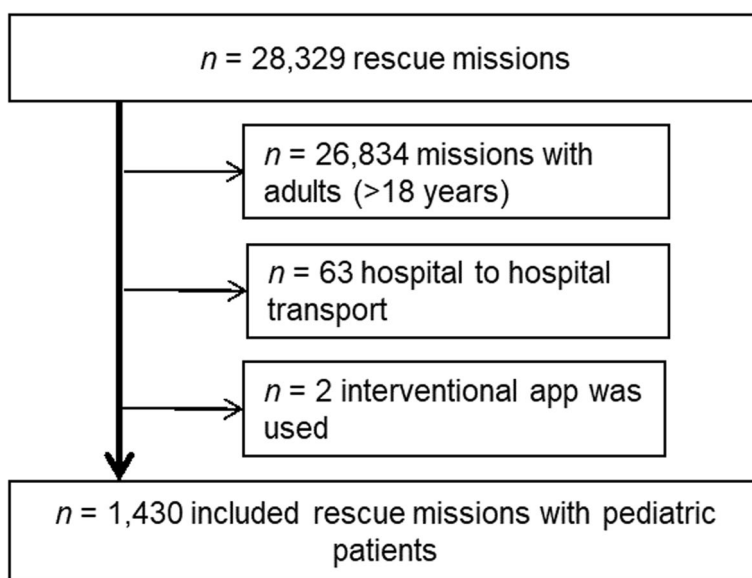 n = 28,329 rescue missions
n = 26,834 missions with
adults (>18 years)
n = 63 hospital to hospital
transport
n = 2 interventional app was
used
n = 1,430 included rescue missions with pediatric
patients